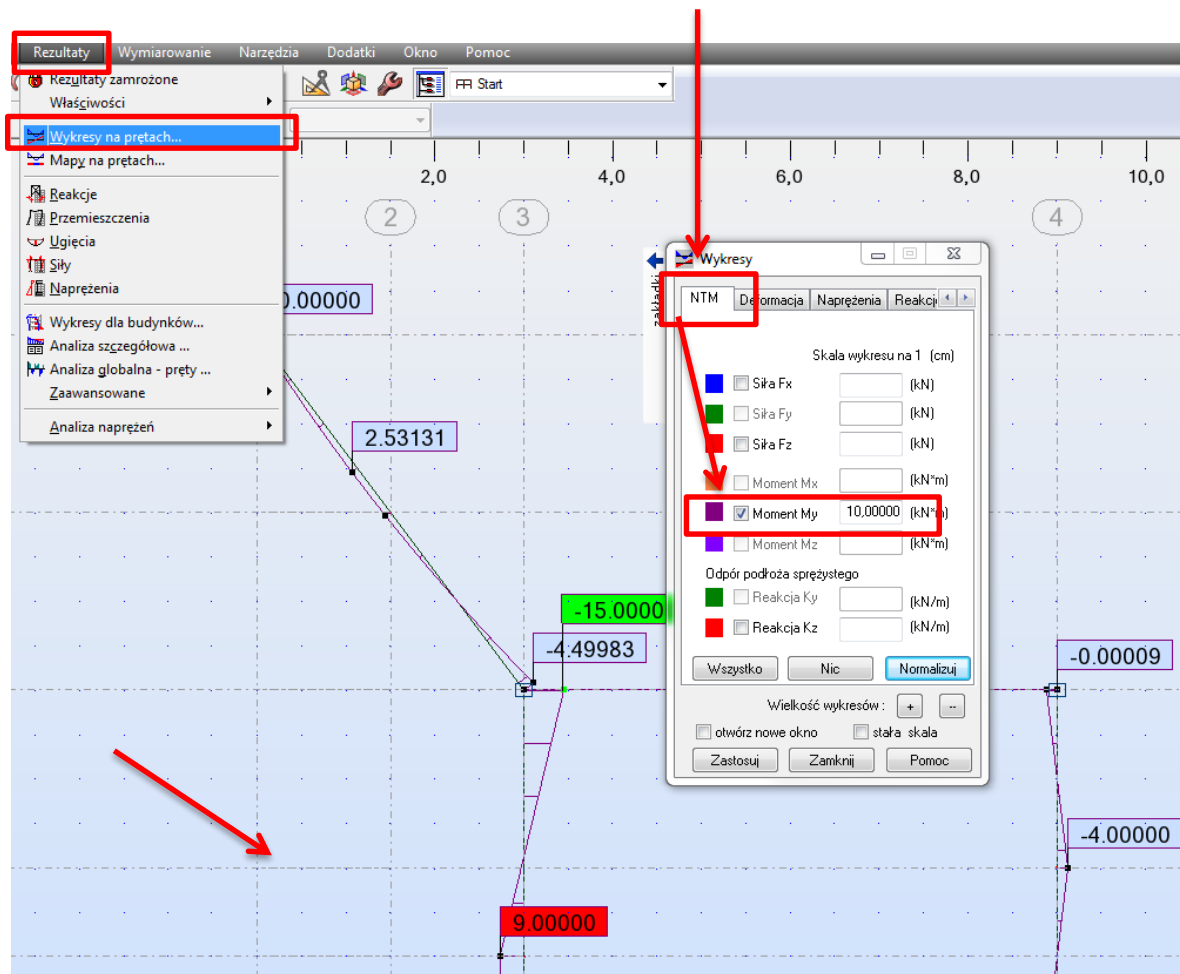 Rezultaty Wymiarowanie Narzędzia Dodatki Okno Pomoc
Rezultaty zamrożone
Właściwości
Start
Wykresy na prętach...
Mapy na prętach...
Reakcje
Przemieszczenia
Ugięcia
Siły
Naprężenia
Wykresy dla budynków...
Analiza szczegółowa ...
Analiza globalna - pręty ...
Zaawansowane
Analiza naprężeń
2,0 4,0 6,0 8,0 10,0
2 3 4
0.00000
2.53131
-15.0000
-4.49983
9.00000
-0.00009
-4.00000
zakładki
Wykresy
NTM Deformacja Naprężenia Reakcje
Skala wykresu na 1 (cm)
Siła Fx (kN)
Siła Fy (kN)
Siła Fz (kN)
Moment Mx (kN*m)
Moment My 10,00000 (kN*m)
Moment Mz (kN*m)
Odpór podłoża sprężystego
Reakcja Ky (kN/m)
Reakcja Kz (kN/m)
Wszystko Nic Normalizuj
Wielkość wykresów : + --
otwórz nowe okno stała skala
Zastosuj Zamknij Pomoc